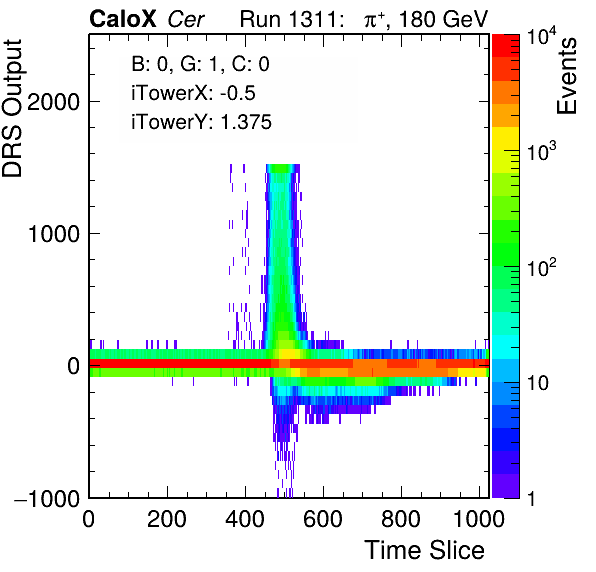 CaloX Cer Run 1311: π⁺, 180 GeV
B: 0, G: 1, C: 0
iTowerX: -0.5
iTowerY: 1.375
DRS Output
2000
1000
0
−1000
0 200 400 600 800 1000
Time Slice
Events
10⁴
10³
10²
10
1